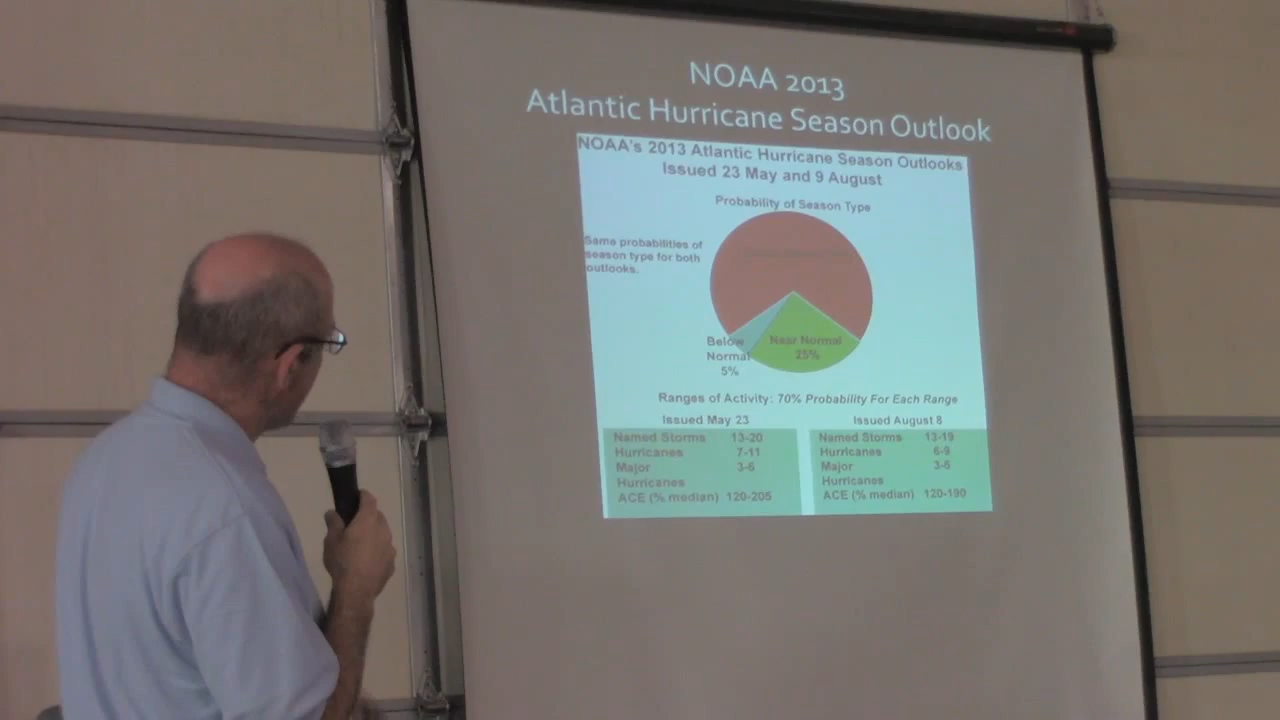 NOAA 2013
Atlantic Hurricane Season Outlook
NOAA's 2013 Atlantic Hurricane Season Outlooks
Issued 23 May and 9 August
Probability of Season Type
Same probabilities of
season type for both
outlooks.
Below
Normal
5%
Near Normal
25%
Ranges of Activity: 70% Probability For Each Range
Issued May 23
Named Storms 13-20
Hurricanes 7-11
Major 3-6
Hurricanes
ACE (% median) 120-205
Issued August 8
Named Storms 13-19
Hurricanes 6-9
Major 3-5
Hurricanes
ACE (% median) 120-190